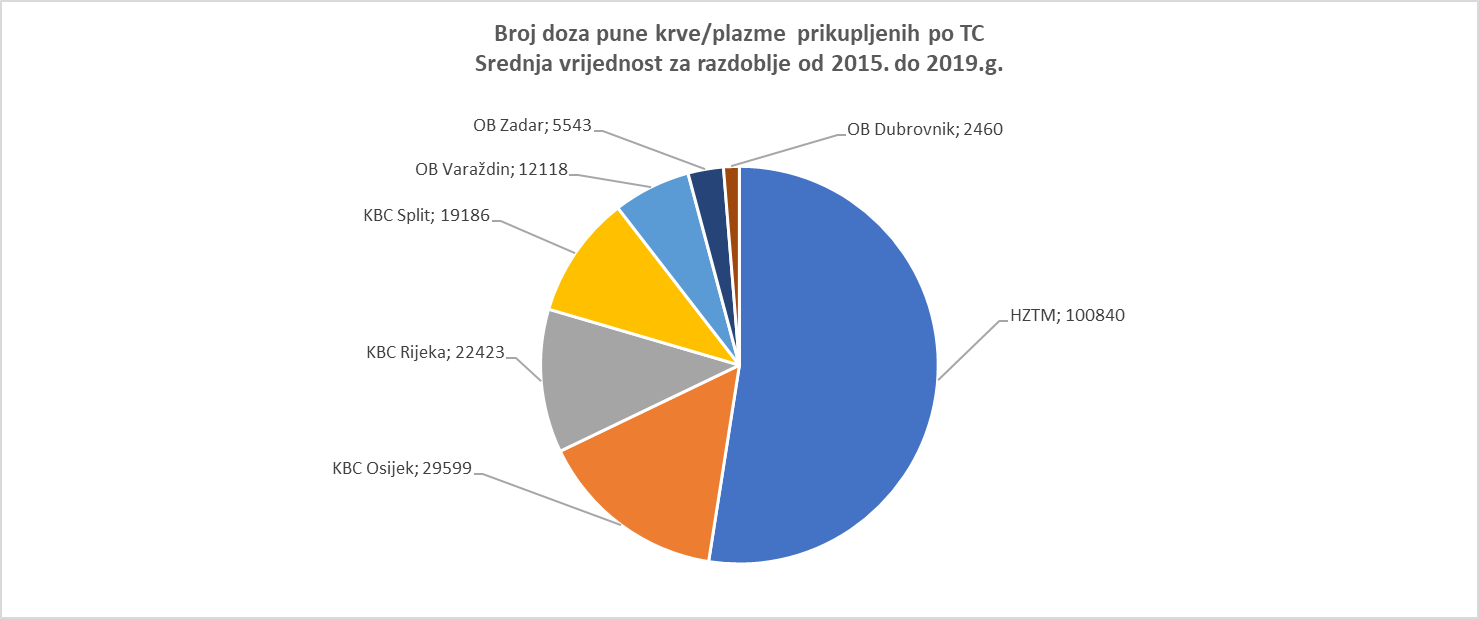 Broj doza pune krve/plazme prikupljenih po TC
Srednja vrijednost za razdoblje od 2015. do 2019.g.
OB Zadar; 5543
OB Dubrovnik; 2460
OB Varaždin; 12118
KBC Split; 19186
HZTM; 100840
KBC Rijeka; 22423
KBC Osijek; 29599